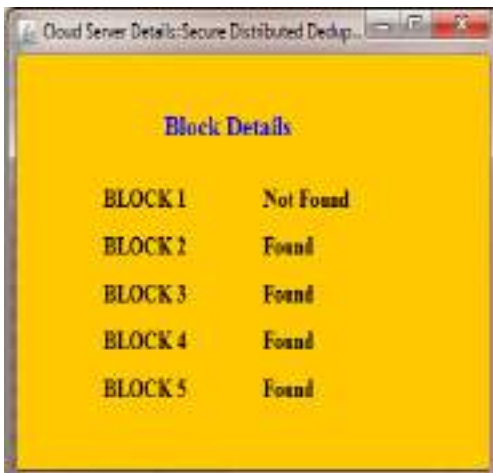 Cloud Server Details:Secure Distributed Dedup...
Block Details
BLOCK 1 Not Found
BLOCK 2 Found
BLOCK 3 Found
BLOCK 4 Found
BLOCK 5 Found